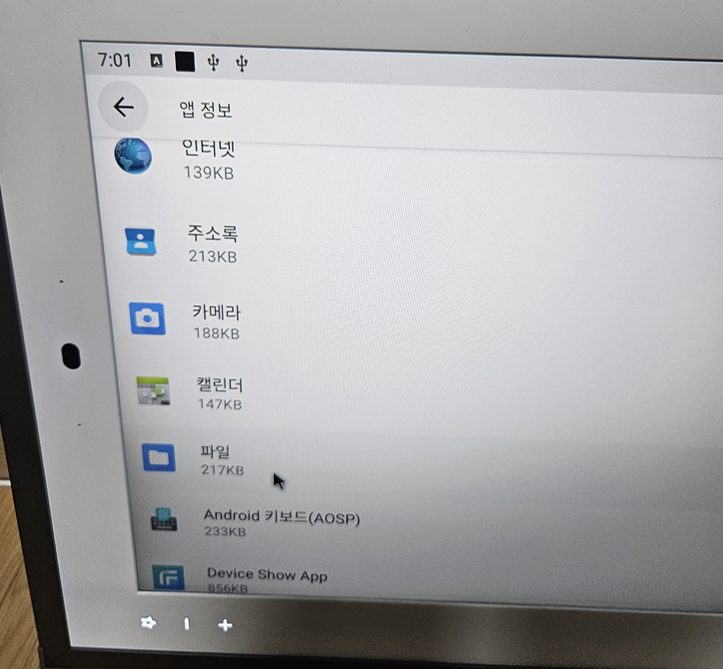 7:01 A
앱 정보
인터넷
139KB
주소록
213KB
카메라
188KB
캘린더
147KB
파일
217KB
Android 키보드(AOSP)
233KB
Device Show App
856KB